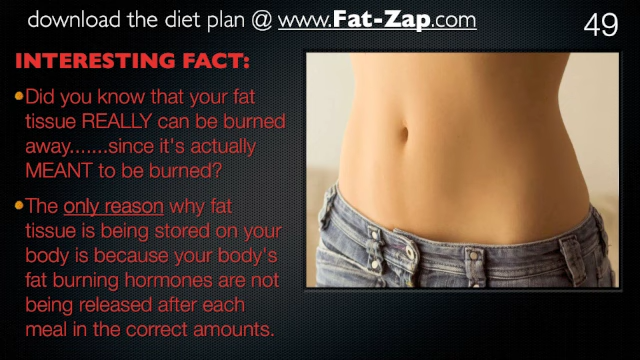 download the diet plan @ www.Fat-Zap.com
49
INTERESTING FACT:
Did you know that your fat
tissue REALLY can be burned
away.......since it's actually
MEANT to be burned?
The only reason why fat
tissue is being stored on your
body is because your body's
fat burning hormones are not
being released after each
meal in the correct amounts.